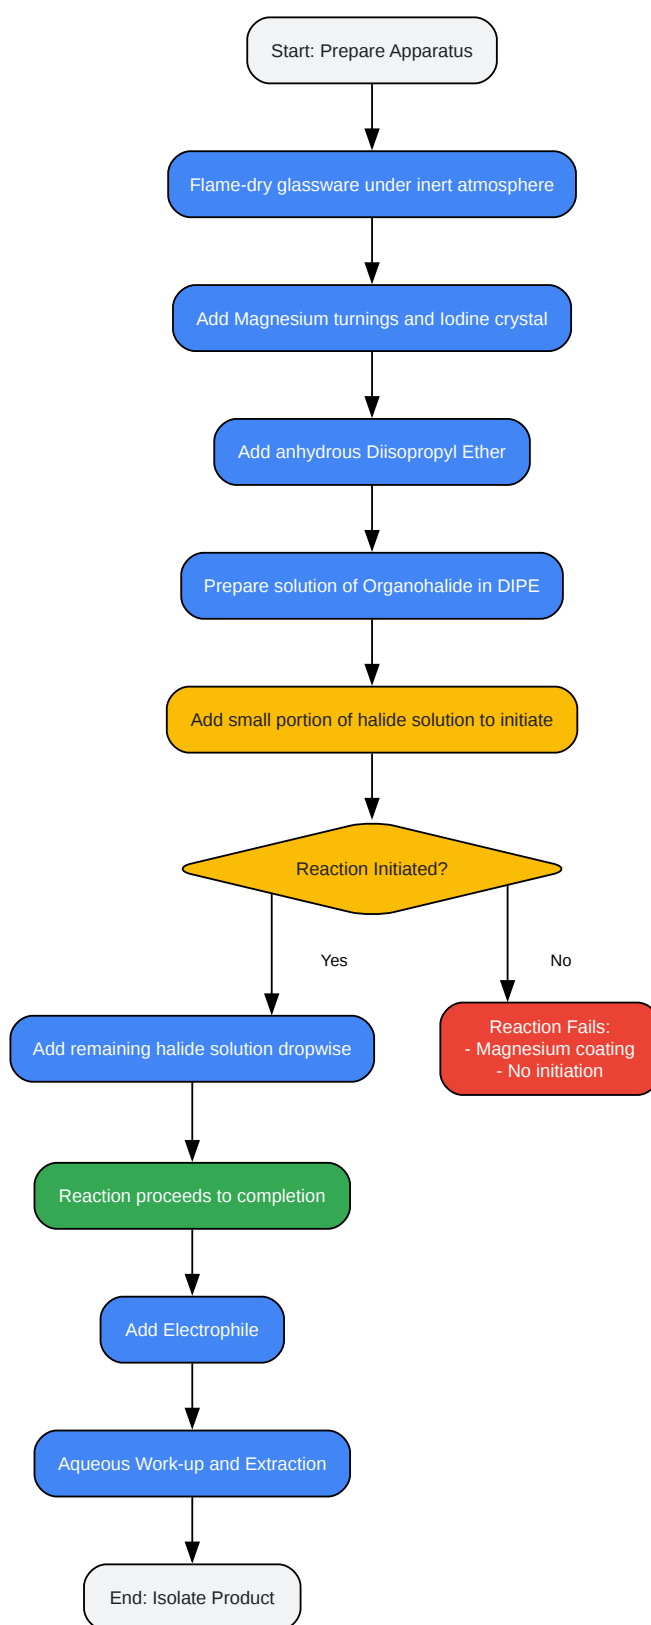 Start: Prepare Apparatus
Flame-dry glassware under inert atmosphere
Add Magnesium turnings and Iodine crystal
Add anhydrous Diisopropyl Ether
Prepare solution of Organohalide in DIPE
Add small portion of halide solution to initiate
Reaction Initiated?
Yes
No
Reaction Fails:
- Magnesium coating
- No initiation
Add remaining halide solution dropwise
Reaction proceeds to completion
Add Electrophile
Aqueous Work-up and Extraction
End: Isolate Product